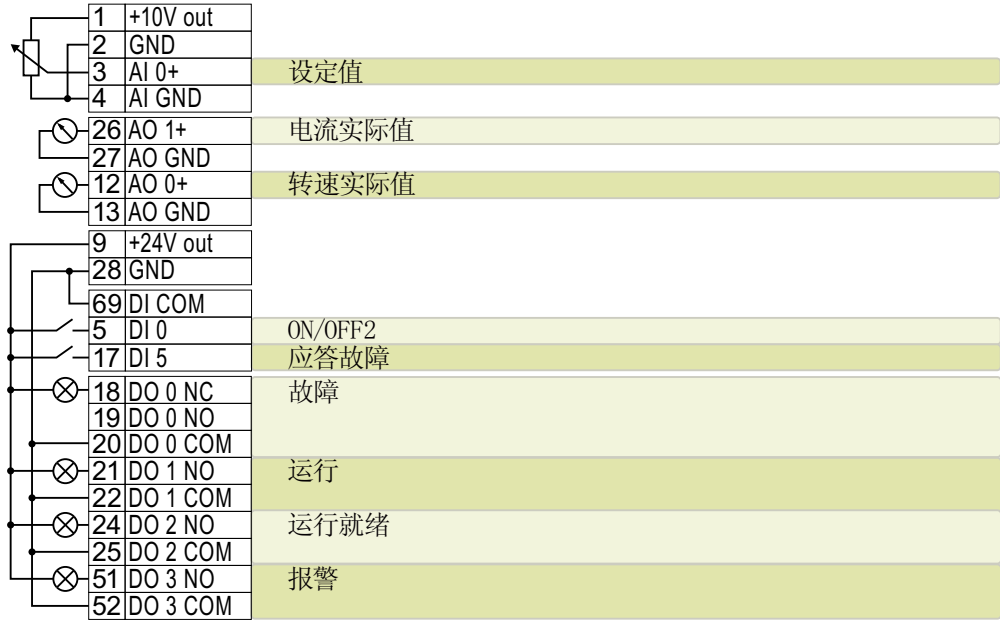 1 +10V out
2 GND
3 AI 0+ 设定值
4 AI GND
26 AO 1+ 电流实际值
27 AO GND
12 AO 0+ 转速实际值
13 AO GND
9 +24V out
28 GND
69 DI COM
5 DI 0 ON/OFF2
17 DI 5 应答故障
18 DO 0 NC 故障
19 DO 0 NO
20 DO 0 COM
21 DO 1 NO 运行
22 DO 1 COM
24 DO 2 NO 运行就绪
25 DO 2 COM
51 DO 3 NO 报警
52 DO 3 COM